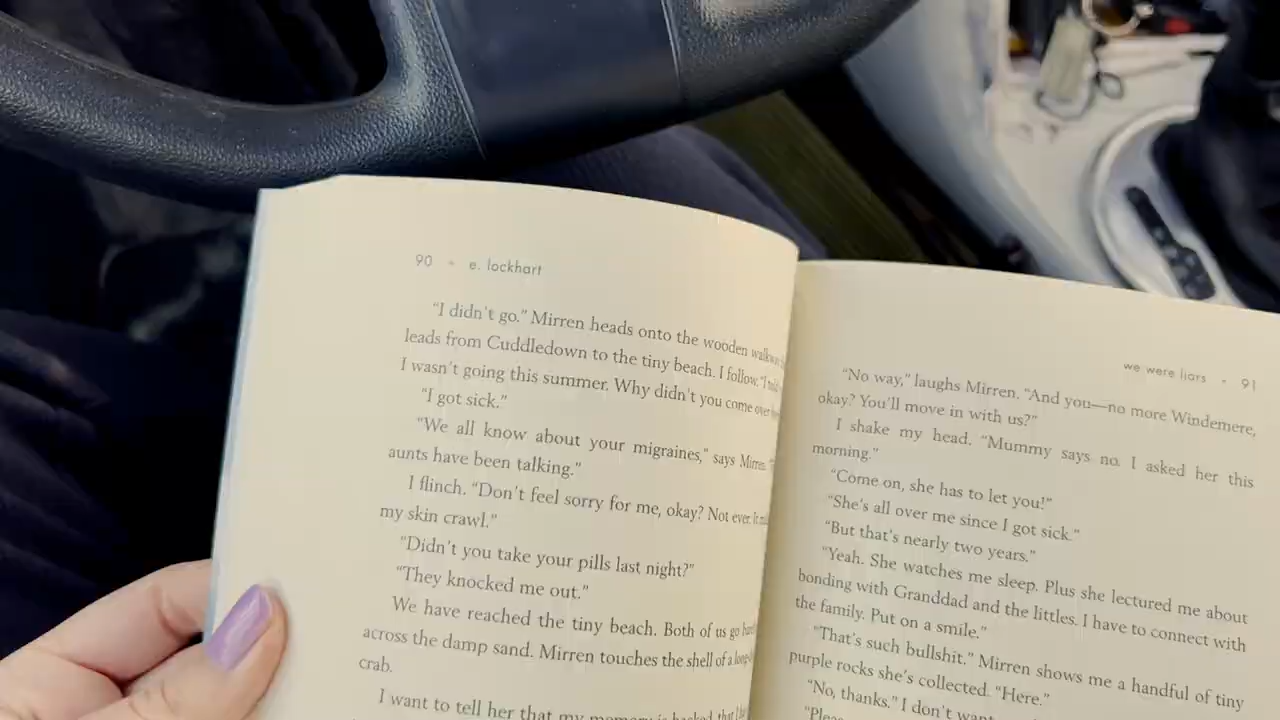 90 • e. lockhart
“I didn’t go.” Mirren heads onto the wooden
leads from Cuddledown to the tiny beach. I follow.
I wasn’t going this summer. Why didn’t you come over
“I got sick.”
“We all know about your migraines,” says Mirren.
aunts have been talking.”
I flinch. “Don’t feel sorry for me, okay? Not ever.
my skin crawl.”
“Didn’t you take your pills last night?”
“They knocked me out.”
We have reached the tiny beach. Both of us go
across the damp sand. Mirren touches the shell of a
crab.
I want to tell her that my memory is hacked, that
we were liars • 91
“No way,” laughs Mirren. “And you—no more Windemere,
okay? You’ll move in with us?”
I shake my head. “Mummy says no. I asked her this
morning.”
“Come on, she has to let you!”
“She’s all over me since I got sick.”
“But that’s nearly two years.”
“Yeah. She watches me sleep. Plus she lectured me about
bonding with Granddad and the littles. I have to connect with
the family. Put on a smile.”
“That’s such bullshit.” Mirren shows me a handful of tiny
purple rocks she’s collected. “Here.”
“No, thanks.” I don’t want